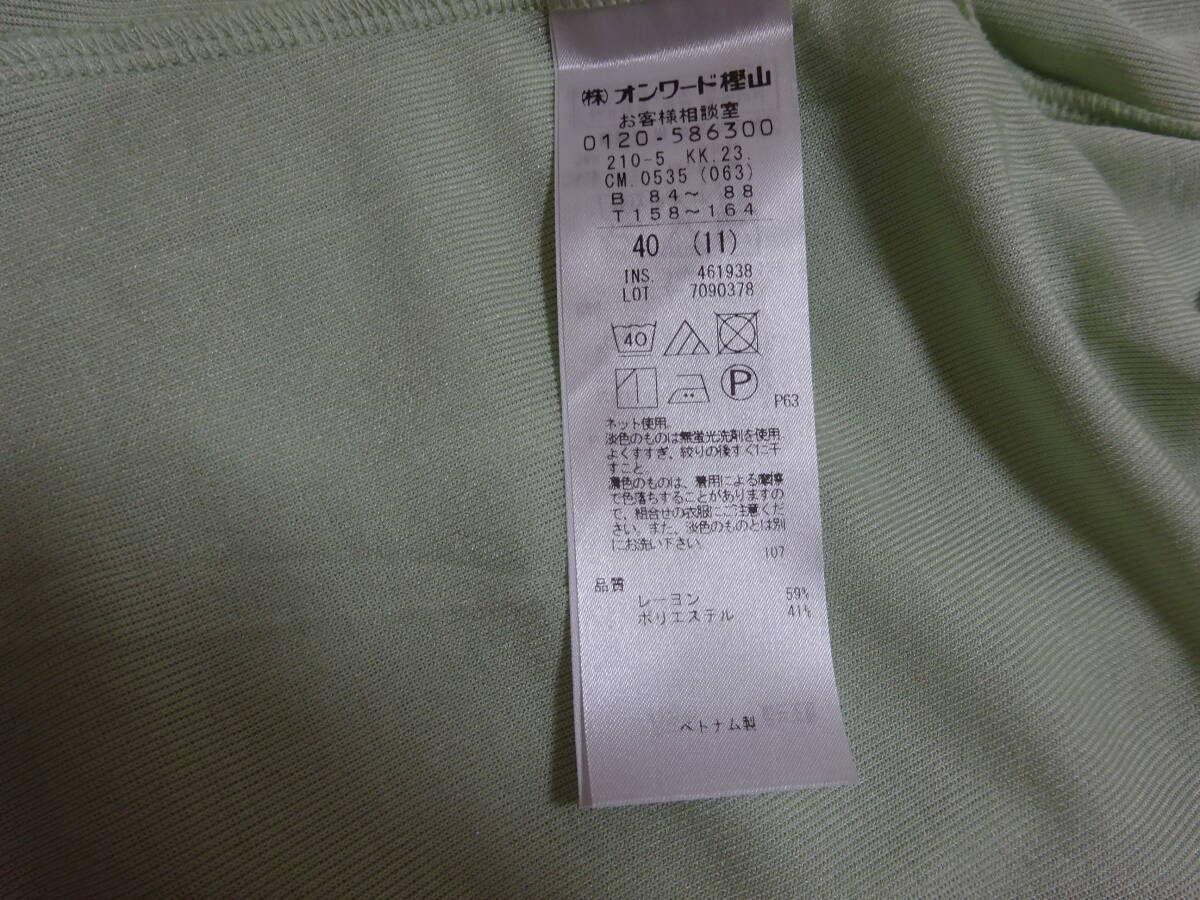 ㈱オンワード樫山
お客様相談室
0120-586300
210-5 KK.23.
CM.0535 (063)
B 84～ 88
T158～164
40 (11)
INS 461938
LOT 7090378
40
P
P63
ネット使用.
淡色のものは無蛍光洗剤を使用.
よくすすぎ、絞りの後すぐに干
すこと.
濃色のものは、着用による摩擦
で色落ちすることがありますの
で、組合せの衣服にご注意くだ
さい. また、淡色のものとは別
にお洗い下さい.
107
品質
レーヨン 59%
ポリエステル 41%
ベトナム製